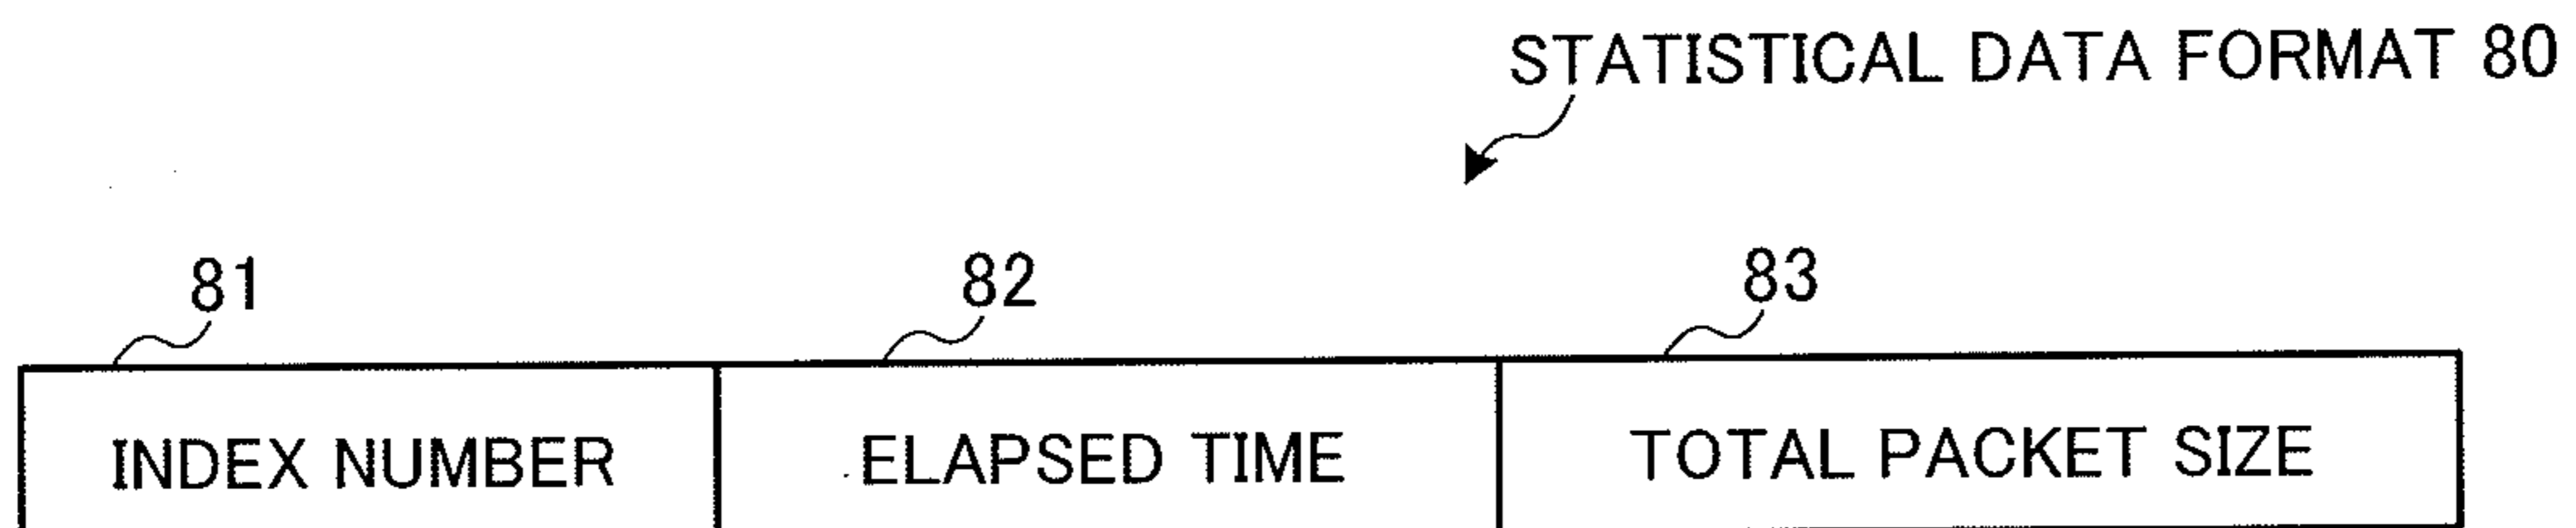 STATISTICAL DATA FORMAT 80
81 82 83
INDEX NUMBER ELAPSED TIME TOTAL PACKET SIZE